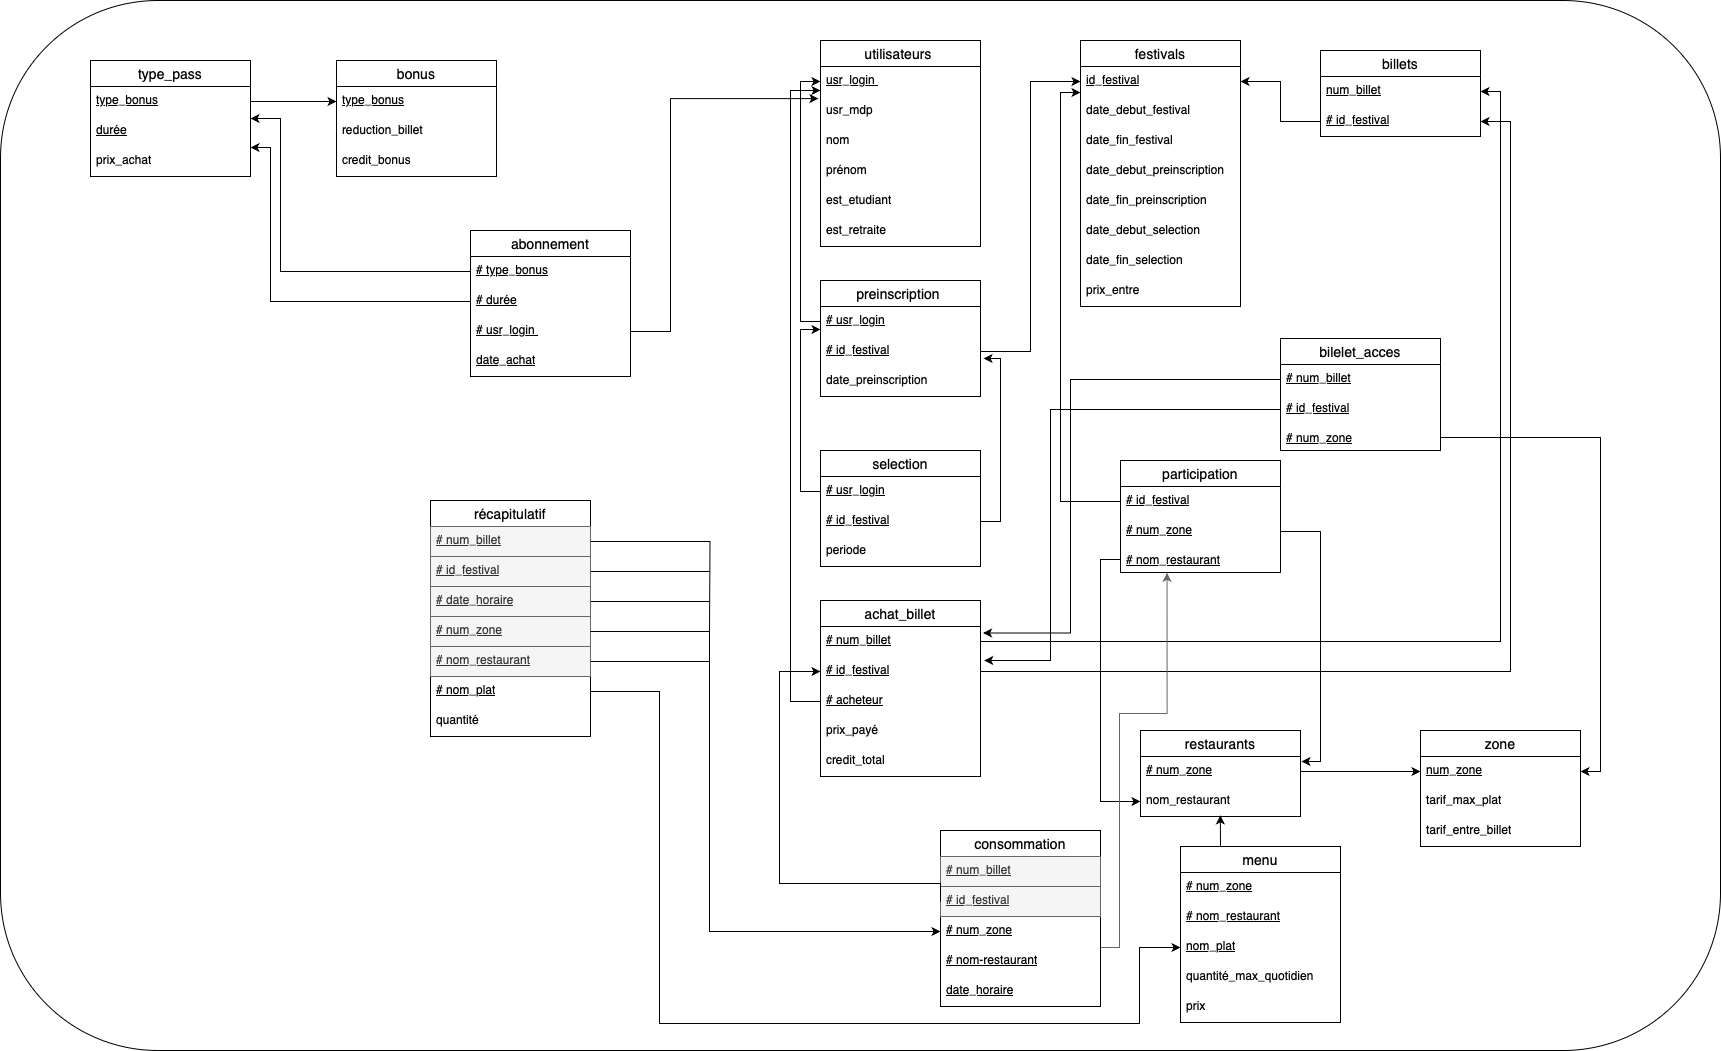 type_pass
type_bonus
durée
prix_achat
bonus
type_bonus
reduction_billet
credit_bonus
utilisateurs
usr_login
usr_mdp
nom
prénom
est_etudiant
est_retraite
festivals
id_festival
date_debut_festival
date_fin_festival
date_debut_preinscription
date_fin_preinscription
date_debut_selection
date_fin_selection
prix_entre
billets
num_billet
# id_festival
abonnement
# type_bonus
# durée
# usr_login
date_achat
preinscription
# usr_login
# id_festival
date_preinscription
bilelet_acces
# num_billet
# id_festival
# num_zone
selection
# usr_login
# id_festival
periode
participation
# id_festival
# num_zone
# nom_restaurant
récapitulatif
# num_billet
# id_festival
# date_horaire
# num_zone
# nom_restaurant
# nom_plat
quantité
achat_billet
# num_billet
# id_festival
# acheteur
prix_payé
credit_total
restaurants
# num_zone
nom_restaurant
zone
num_zone
tarif_max_plat
tarif_entre_billet
consommation
# num_billet
# id_festival
# num_zone
# nom-restaurant
date_horaire
menu
# num_zone
# nom_restaurant
nom_plat
quantité_max_quotidien
prix